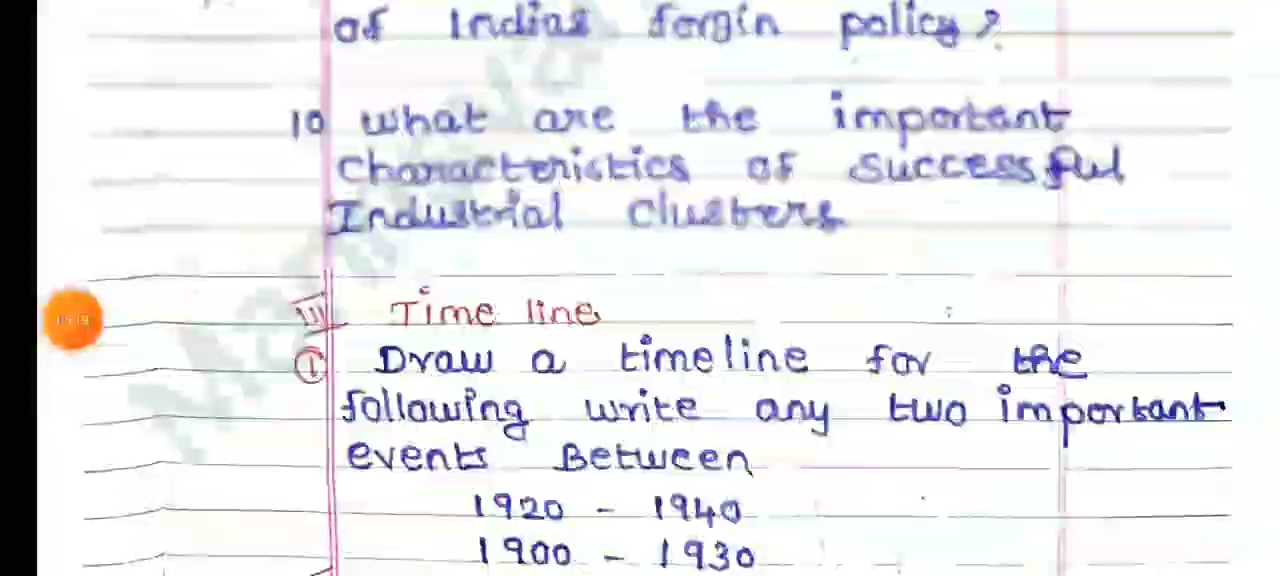 of Indias forgin policy?
10 what are the important
characteristics of successful
Industrial clusters
III Time line
① Draw a timeline for the
following write any two important
events Between
1920 - 1940
1900 - 1930